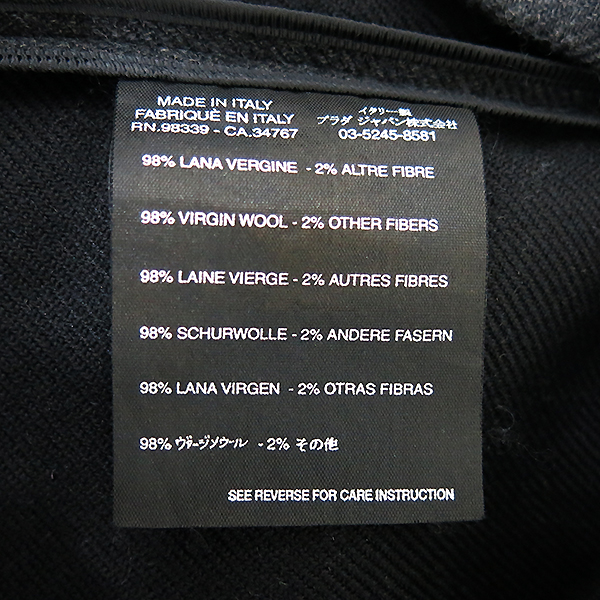 MADE IN ITALY
FABRIQUÉ EN ITALY
RN.98339 - CA.34767
イタリー製
プラダ ジャパン株式会社
03-5245-8581
98% LANA VERGINE - 2% ALTRE FIBRE
98% VIRGIN WOOL - 2% OTHER FIBERS
98% LAINE VIERGE - 2% AUTRES FIBRES
98% SCHURWOLLE - 2% ANDERE FASERN
98% LANA VIRGEN - 2% OTRAS FIBRAS
98% ヴァージンウール - 2% その他
SEE REVERSE FOR CARE INSTRUCTION